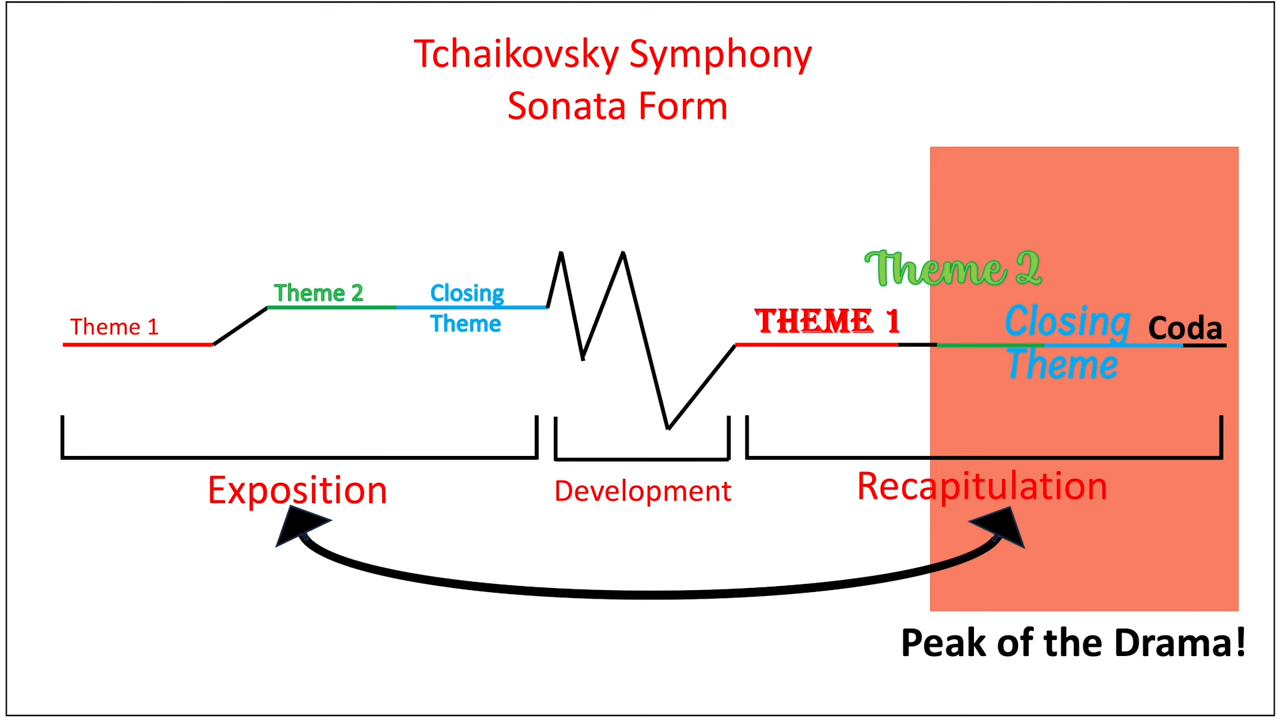 Tchaikovsky Symphony
Sonata Form
Theme 1
Theme 2
Closing
Theme
THEME 1
Theme 2
Closing
Theme
Coda
Exposition
Development
Recapitulation
Peak of the Drama!